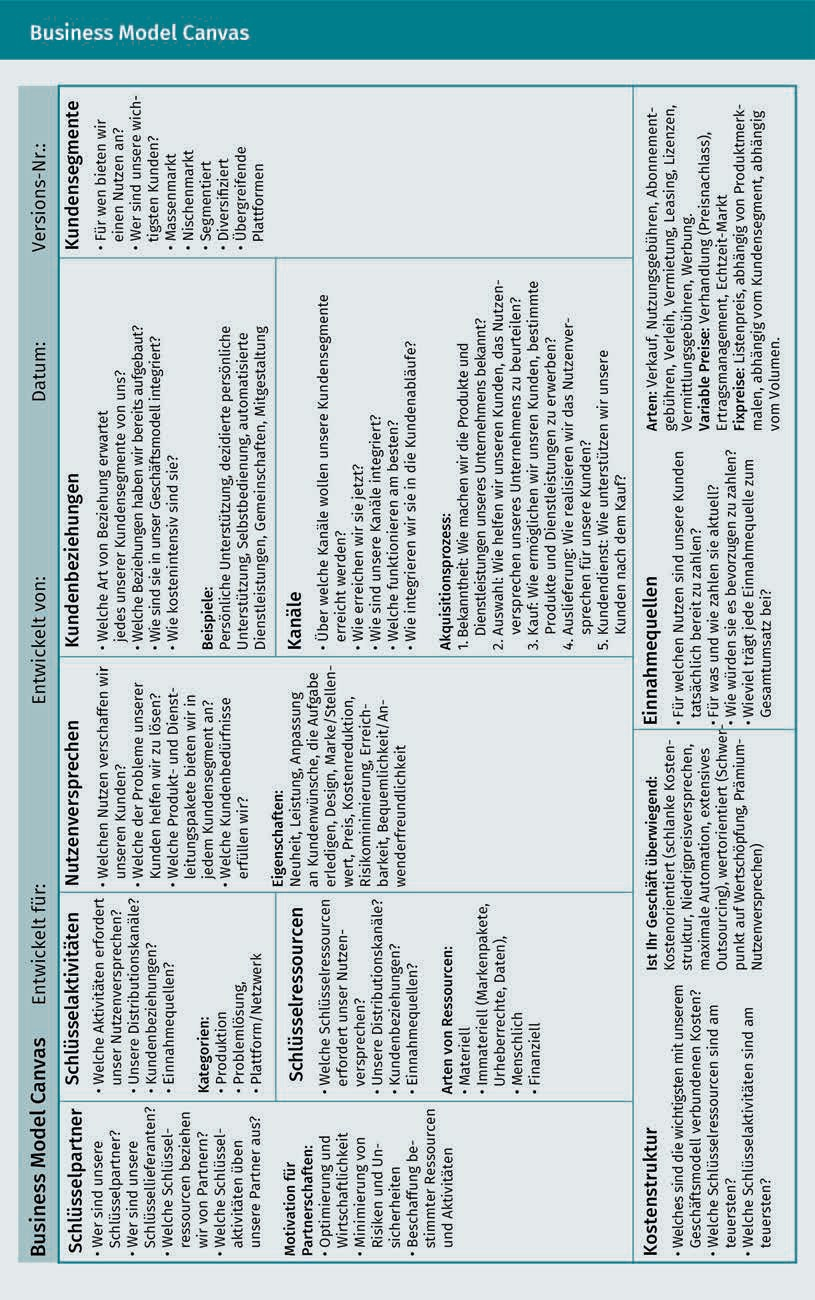 Business Model Canvas
Business Model Canvas
Entwickelt für:
Entwickelt von:
Datum:
Versions-Nr.:
Schlüsselpartner
• Wer sind unsere
Schlüsselpartner?
• Wer sind unsere
Schlüssellieferanten?
• Welche Schlüssel-
ressourcen beziehen
wir von Partnern?
• Welche Schlüssel-
aktivitäten üben
unsere Partner aus?
Motivation für
Partnerschaften:
• Optimierung und
Wirtschaftlichkeit
• Minimierung von
Risiken und Un-
sicherheiten
• Beschaffung be-
stimmter Ressourcen
und Aktivitäten
Schlüsselaktivitäten
• Welche Aktivitäten erfordert
unser Nutzenversprechen?
• Unsere Distributionskanäle?
• Kundenbeziehungen?
• Einnahmequellen?
Kategorien:
• Produktion
• Problemlösung,
• Plattform/Netzwerk
Schlüsselressourcen
• Welche Schlüsselressourcen
erfordert unser Nutzen-
versprechen?
• Unsere Distributionskanäle?
• Kundenbeziehungen?
• Einnahmequellen?
Arten von Ressourcen:
• Materiell
• Immateriell (Markenpakete,
Urheberrechte, Daten),
• Menschlich
• Finanziell
Nutzenversprechen
• Welchen Nutzen verschaffen wir
unseren Kunden?
• Welche der Probleme unserer
Kunden helfen wir zu lösen?
• Welche Produkt- und Dienst-
leitungspakete bieten wir in
jedem Kundensegment an?
• Welche Kundenbedürfnisse
erfüllen wir?
Eigenschaften:
Neuheit, Leistung, Anpassung
an Kundenwünsche, die Aufgabe
erledigen, Design, Marke/Stellen-
wert, Preis, Kostenreduktion,
Risikominimierung, Erreich-
barkeit, Bequemlichkeit/An-
wenderfreundlichkeit
Kundenbeziehungen
• Welche Art von Beziehung erwartet
jedes unserer Kundensegmente von uns?
• Welche Beziehungen haben wir bereits aufgebaut?
• Wie sind sie in unser Geschäftsmodell integriert?
• Wie kostenintensiv sind sie?
Beispiele:
Persönliche Unterstützung, dezidierte persönliche
Unterstützung, Selbstbedienung, automatisierte
Dienstleistungen, Gemeinschaften, Mitgestaltung
Kanäle
• Über welche Kanäle wollen unsere Kundensegmente
erreicht werden?
• Wie erreichen wir sie jetzt?
• Wie sind unsere Kanäle integriert?
• Welche funktionieren am besten?
• Wie integrieren wir sie in die Kundenabläufe?
Akquisitionsprozess:
1. Bekanntheit: Wie machen wir die Produkte und
Dienstleistungen unseres Unternehmens bekannt?
2. Auswahl: Wie helfen wir unseren Kunden, das Nutzen-
versprechen unseres Unternehmens zu beurteilen?
3. Kauf: Wie ermöglichen wir unsren Kunden, bestimmte
Produkte und Dienstleistungen zu erwerben?
4. Auslieferung: Wie realisieren wir das Nutzenver-
sprechen für unsere Kunden?
5. Kundendienst: Wie unterstützen wir unsere
Kunden nach dem Kauf?
Kundensegmente
• Für wen bieten wir
einen Nutzen an?
• Wer sind unsere wich-
tigsten Kunden?
• Massenmarkt
• Nischenmarkt
• Segmentiert
• Diversifiziert
• Übergreifende
Plattformen
Kostenstruktur
• Welches sind die wichtigsten mit unserem
Geschäftsmodell verbundenen Kosten?
• Welche Schlüsselressourcen sind am
teuersten?
• Welche Schlüsselaktivitäten sind am
teuersten?
Ist Ihr Geschäft überwiegend:
Kostenorientiert (schlanke Kosten-
struktur, Niedrigpreisversprechen,
maximale Automation, extensives
Outsourcing), wertorientiert (Schwer-
punkt auf Wertschöpfung, Prämium-
Nutzenversprechen)
Einnahmequellen
• Für welchen Nutzen sind unsere Kunden
tatsächlich bereit zu zahlen?
• Für was und wie zahlen sie aktuell?
• Wie würden sie es bevorzugen zu zahlen?
• Wieviel trägt jede Einnahmequelle zum
Gesamtumsatz bei?
Arten: Verkauf, Nutzungsgebühren, Abonnement-
gebühren, Verleih, Vermietung, Leasing, Lizenzen,
Vermittlungsgebühren, Werbung.
Variable Preise: Verhandlung (Preisnachlass),
Ertragsmanagement, Echtzeit-Markt
Fixpreise: Listenpreis, abhängig von Produktmerk-
malen, abhängig vom Kundensegment, abhängig
vom Volumen.